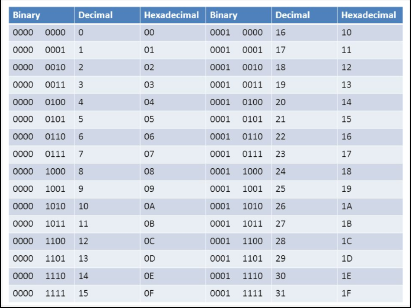 Binary Decimal Hexadecimal Binary Decimal Hexadecimal
0000 0000 0 00 0001 0000 16 10
0000 0001 1 01 0001 0001 17 11
0000 0010 2 02 0001 0010 18 12
0000 0011 3 03 0001 0011 19 13
0000 0100 4 04 0001 0100 20 14
0000 0101 5 05 0001 0101 21 15
0000 0110 6 06 0001 0110 22 16
0000 0111 7 07 0001 0111 23 17
0000 1000 8 08 0001 1000 24 18
0000 1001 9 09 0001 1001 25 19
0000 1010 10 0A 0001 1010 26 1A
0000 1011 11 0B 0001 1011 27 1B
0000 1100 12 0C 0001 1100 28 1C
0000 1101 13 0D 0001 1101 29 1D
0000 1110 14 0E 0001 1110 30 1E
0000 1111 15 0F 0001 1111 31 1F